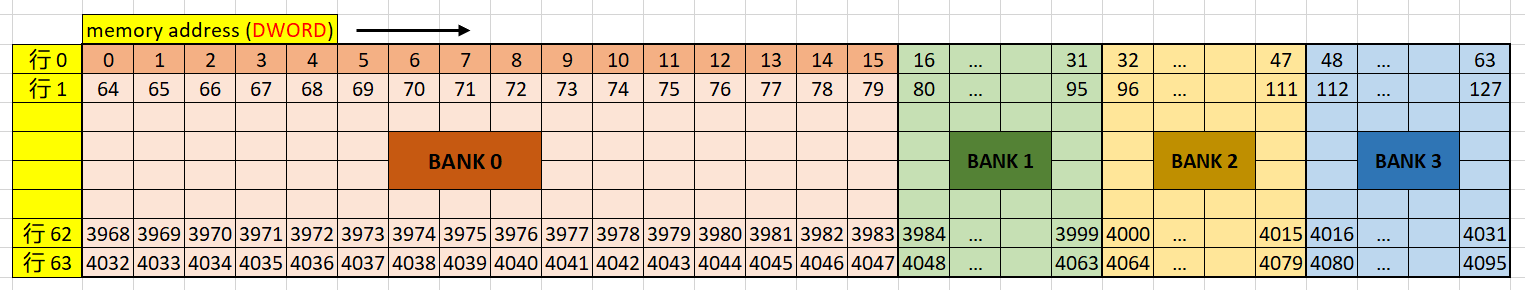 memory address (DWORD)
行 0 0 1 2 3 4 5 6 7 8 9 10 11 12 13 14 15 16 ... 31 32 ... 47 48 ... 63
行 1 64 65 66 67 68 69 70 71 72 73 74 75 76 77 78 79 80 ... 95 96 ... 111 112 ... 127
BANK 0 BANK 1 BANK 2 BANK 3
行 62 3968 3969 3970 3971 3972 3973 3974 3975 3976 3977 3978 3979 3980 3981 3982 3983 3984 ... 3999 4000 ... 4015 4016 ... 4031
行 63 4032 4033 4034 4035 4036 4037 4038 4039 4040 4041 4042 4043 4044 4045 4046 4047 4048 ... 4063 4064 ... 4079 4080 ... 4095